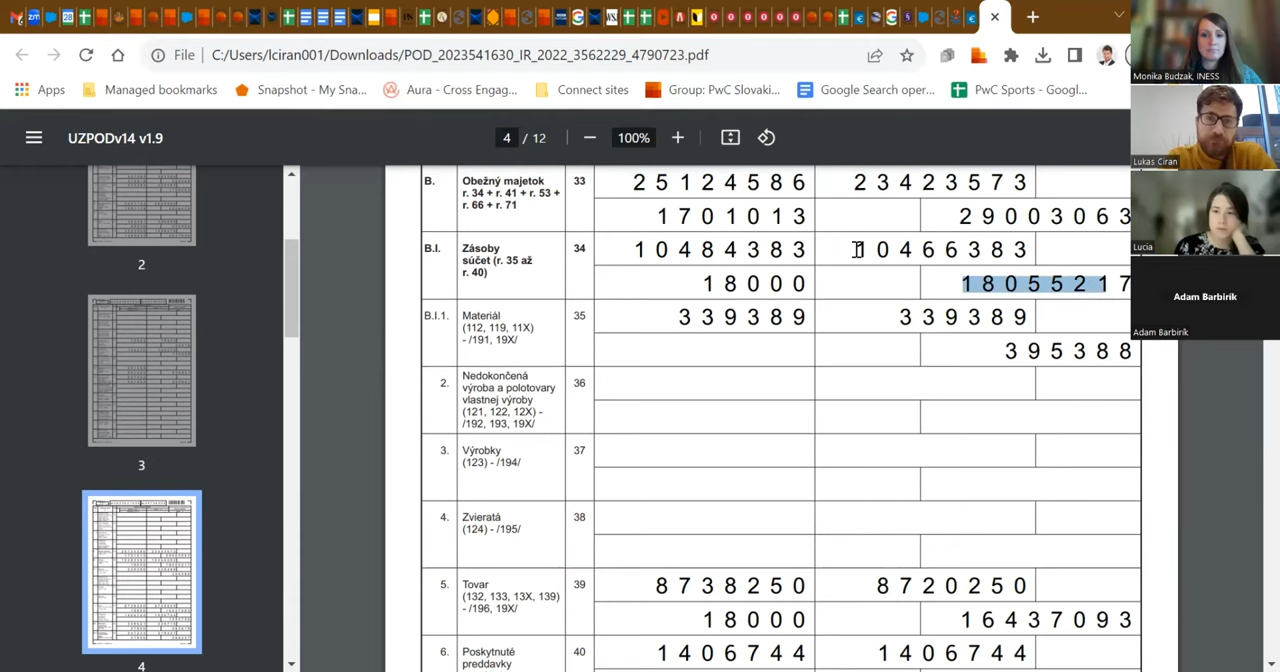 28
File C:/Users/lciran001/Downloads/POD_2023541630_IR_2022_3562229_4790723.pdf
Apps Managed bookmarks Snapshot - My Sna... Aura - Cross Engag... Connect sites Group: PwC Slovaki... Google Search oper... PwC Sports - Googl...
UZPODv14 v1.9 4 / 12 100%
2
3
4
B. Obežný majetok 33 25124586 23423573
r. 34 + r. 41 + r. 53 +
r. 66 + r. 71
1701013 29003063
B.I. Zásoby 34 10484383 10466383
súčet (r. 35 až
r. 40) 18000 18055217
B.I.1. Materiál 35 339389 339389
(112, 119, 11X)
- /191, 19X/ 395388
2. Nedokončená 36
výroba a polotovary
vlastnej výroby
(121, 122, 12X) -
/192, 193, 19X/
3. Výrobky 37
(123) - /194/
4. Zvieratá 38
(124) - /195/
5. Tovar 39 8738250 8720250
(132, 133, 13X, 139)
- /196, 19X/ 18000 16437093
6. Poskytnuté 40 1406744 1406744
preddavky
Monika Budzak, INESS
Lukas Ciran
Lucia
Adam Barbirík
Adam Barbirík